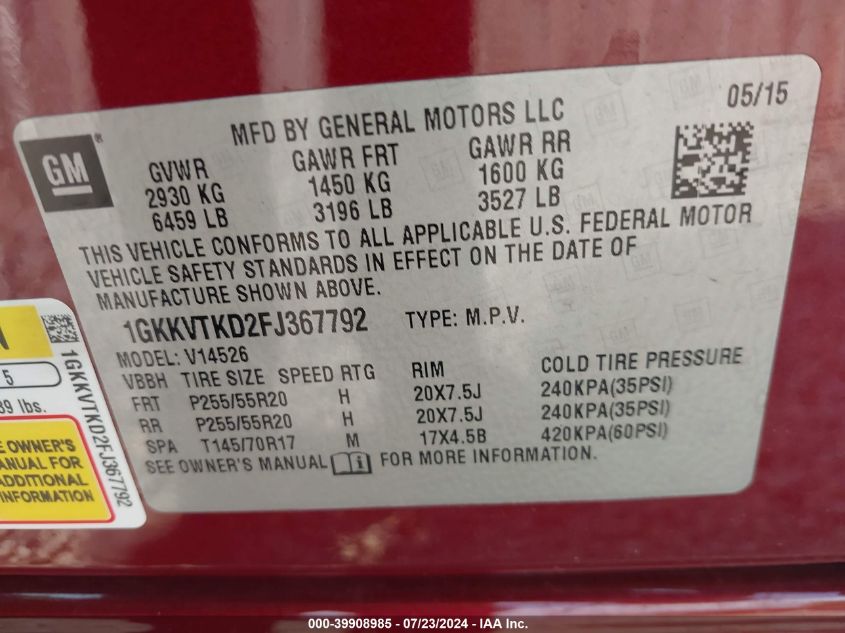 05/15
MFD BY GENERAL MOTORS LLC
GM®
GVWR GAWR FRT GAWR RR
2930 KG 1450 KG 1600 KG
6459 LB 3196 LB 3527 LB
THIS VEHICLE CONFORMS TO ALL APPLICABLE U.S. FEDERAL MOTOR
VEHICLE SAFETY STANDARDS IN EFFECT ON THE DATE OF
MANUFACTURE SHOWN ABOVE.
1GKKVTKD2FJ367792 TYPE: M.P.V.
MODEL: V14526
VBBH TIRE SIZE SPEED RTG RIM COLD TIRE PRESSURE
FRT P255/55R20 H 20X7.5J 240KPA(35PSI)
RR P255/55R20 H 20X7.5J 240KPA(35PSI)
SPA T145/70R17 M 17X4.5B 420KPA(60PSI)
SEE OWNER'S MANUAL i FOR MORE INFORMATION.
N
5
39 lbs.
E OWNER'S
MANUAL FOR
ADDITIONAL
INFORMATION
1GKKVTKD2FJ367792
000-39908985 / 07/23/2024 - IAA Inc.